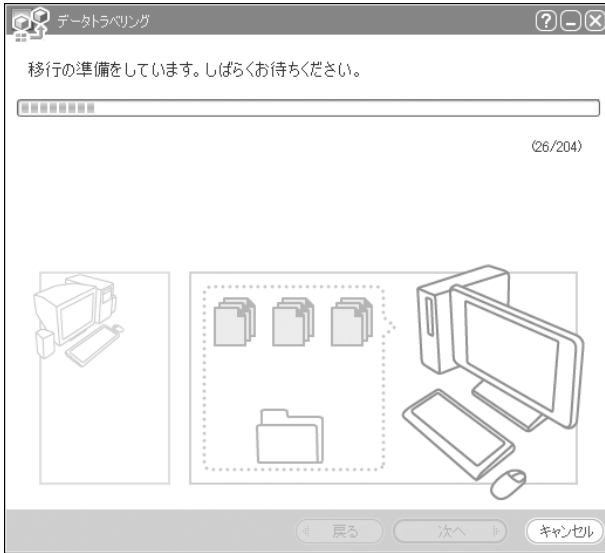 データトラベリング
移行の準備をしています。しばらくお待ちください。
(26/204)
戻る
次へ
キャンセル